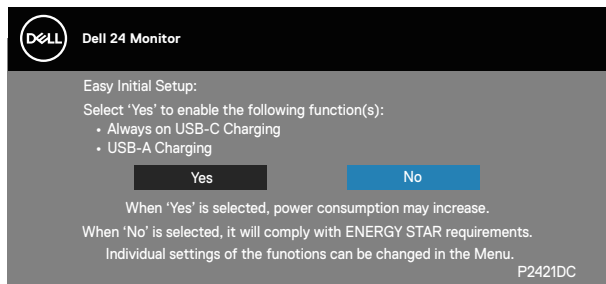 DELL
Dell 24 Monitor
Easy Initial Setup:
Select ‘Yes’ to enable the following function(s):
• Always on USB-C Charging
• USB-A Charging
Yes No
When ‘Yes’ is selected, power consumption may increase.
When ‘No’ is selected, it will comply with ENERGY STAR requirements.
Individual settings of the funotions can be changed in the Menu.
P2421DC